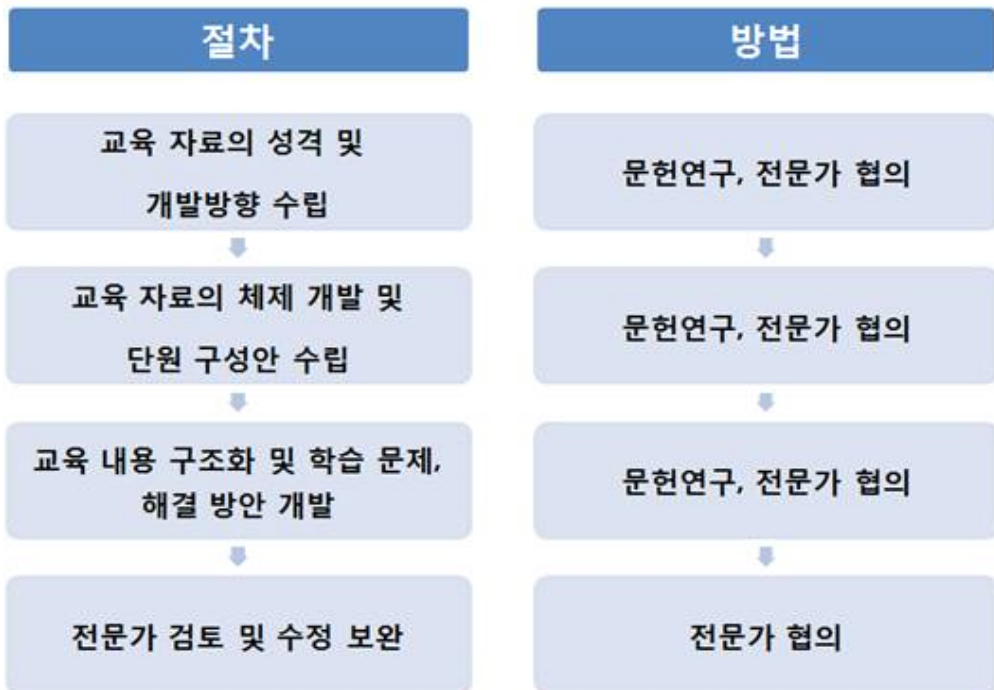 절차
방법
교육 자료의 성격 및
개발방향 수립
문헌연구, 전문가 협의
교육 자료의 체제 개발 및
단원 구성안 수립
문헌연구, 전문가 협의
교육 내용 구조화 및 학습 문제,
해결 방안 개발
문헌연구, 전문가 협의
전문가 검토 및 수정 보완
전문가 협의